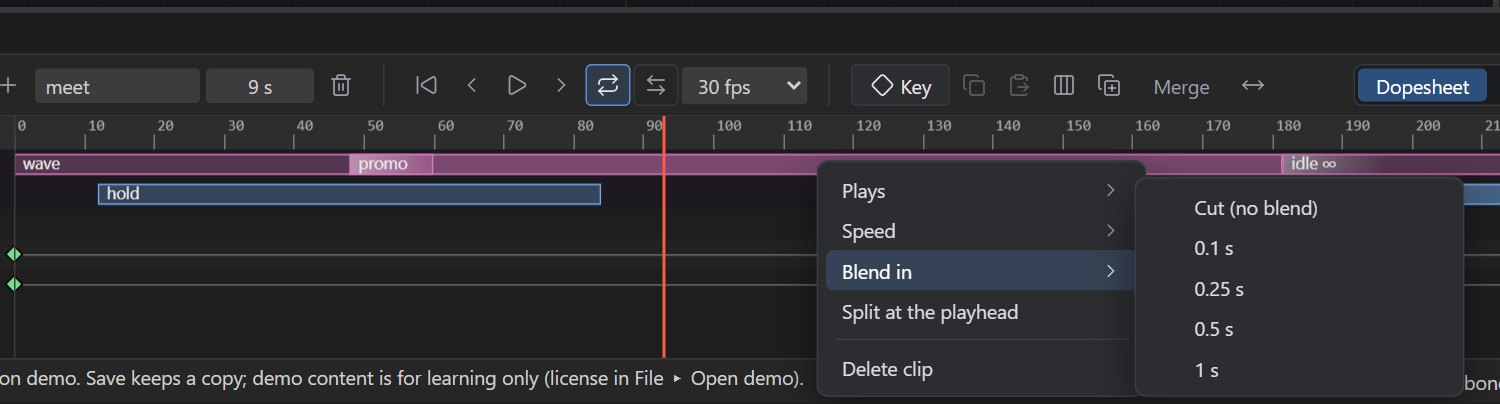 meet 9 s 30 fps Key Merge Dopesheet
0 10 20 30 40 50 60 70 80 90 100 110 120 130 140 150 160 170 180 190 200 21
wave promo idle ∞
hold
Plays
Speed
Blend in
Split at the playhead
Delete clip
Cut (no blend)
0.1 s
0.25 s
0.5 s
1 s
on demo. Save keeps a copy; demo content is for learning only (license in File ▸ Open demo).
bon